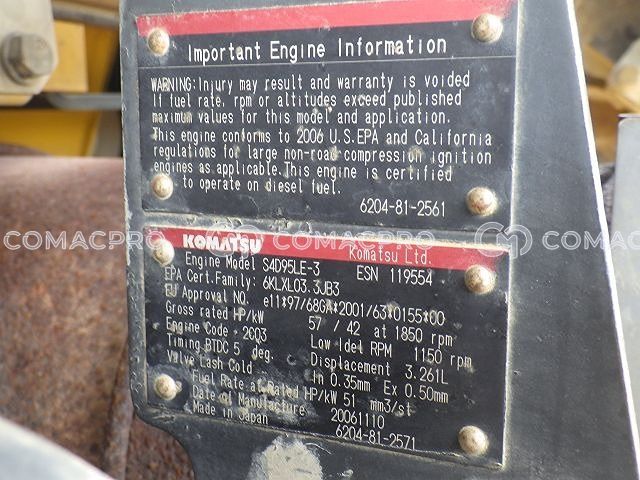 Important Engine Information
WARNING: Injury may result and warranty is voided
If fuel rate, rpm or altitudes exceed published
maximum values for this model and application.
This engine conforms to 2006 U.S.EPA and California
regulations for large non-road compression ignition
engines as applicable. This engine is certified
to operate on diesel fuel.
6204-81-2561
COMACPRO COMACPRO COMACPRO
KOMATSU Komatsu Ltd.
Engine Model S4D95LE-3 ESN 119554
EPA Cert.Family: 6KLXL03.3JB3
EU Approval NO. e11*97/68GA*2001/63*0155*00
Gross rated HP/kW 57 / 42 at 1850 rpm
Engine Code - 2C03 Low Idel RPM 1150 rpm
Timing BTDC 5 deg. Displacement 3.261L
Valve Lash Cold In 0.35mm Ex 0.50mm
Fuel Rate at Rated HP/kW 51 mm3/st
Date of Manufacture 20061110
Made in Japan 6204-81-2571